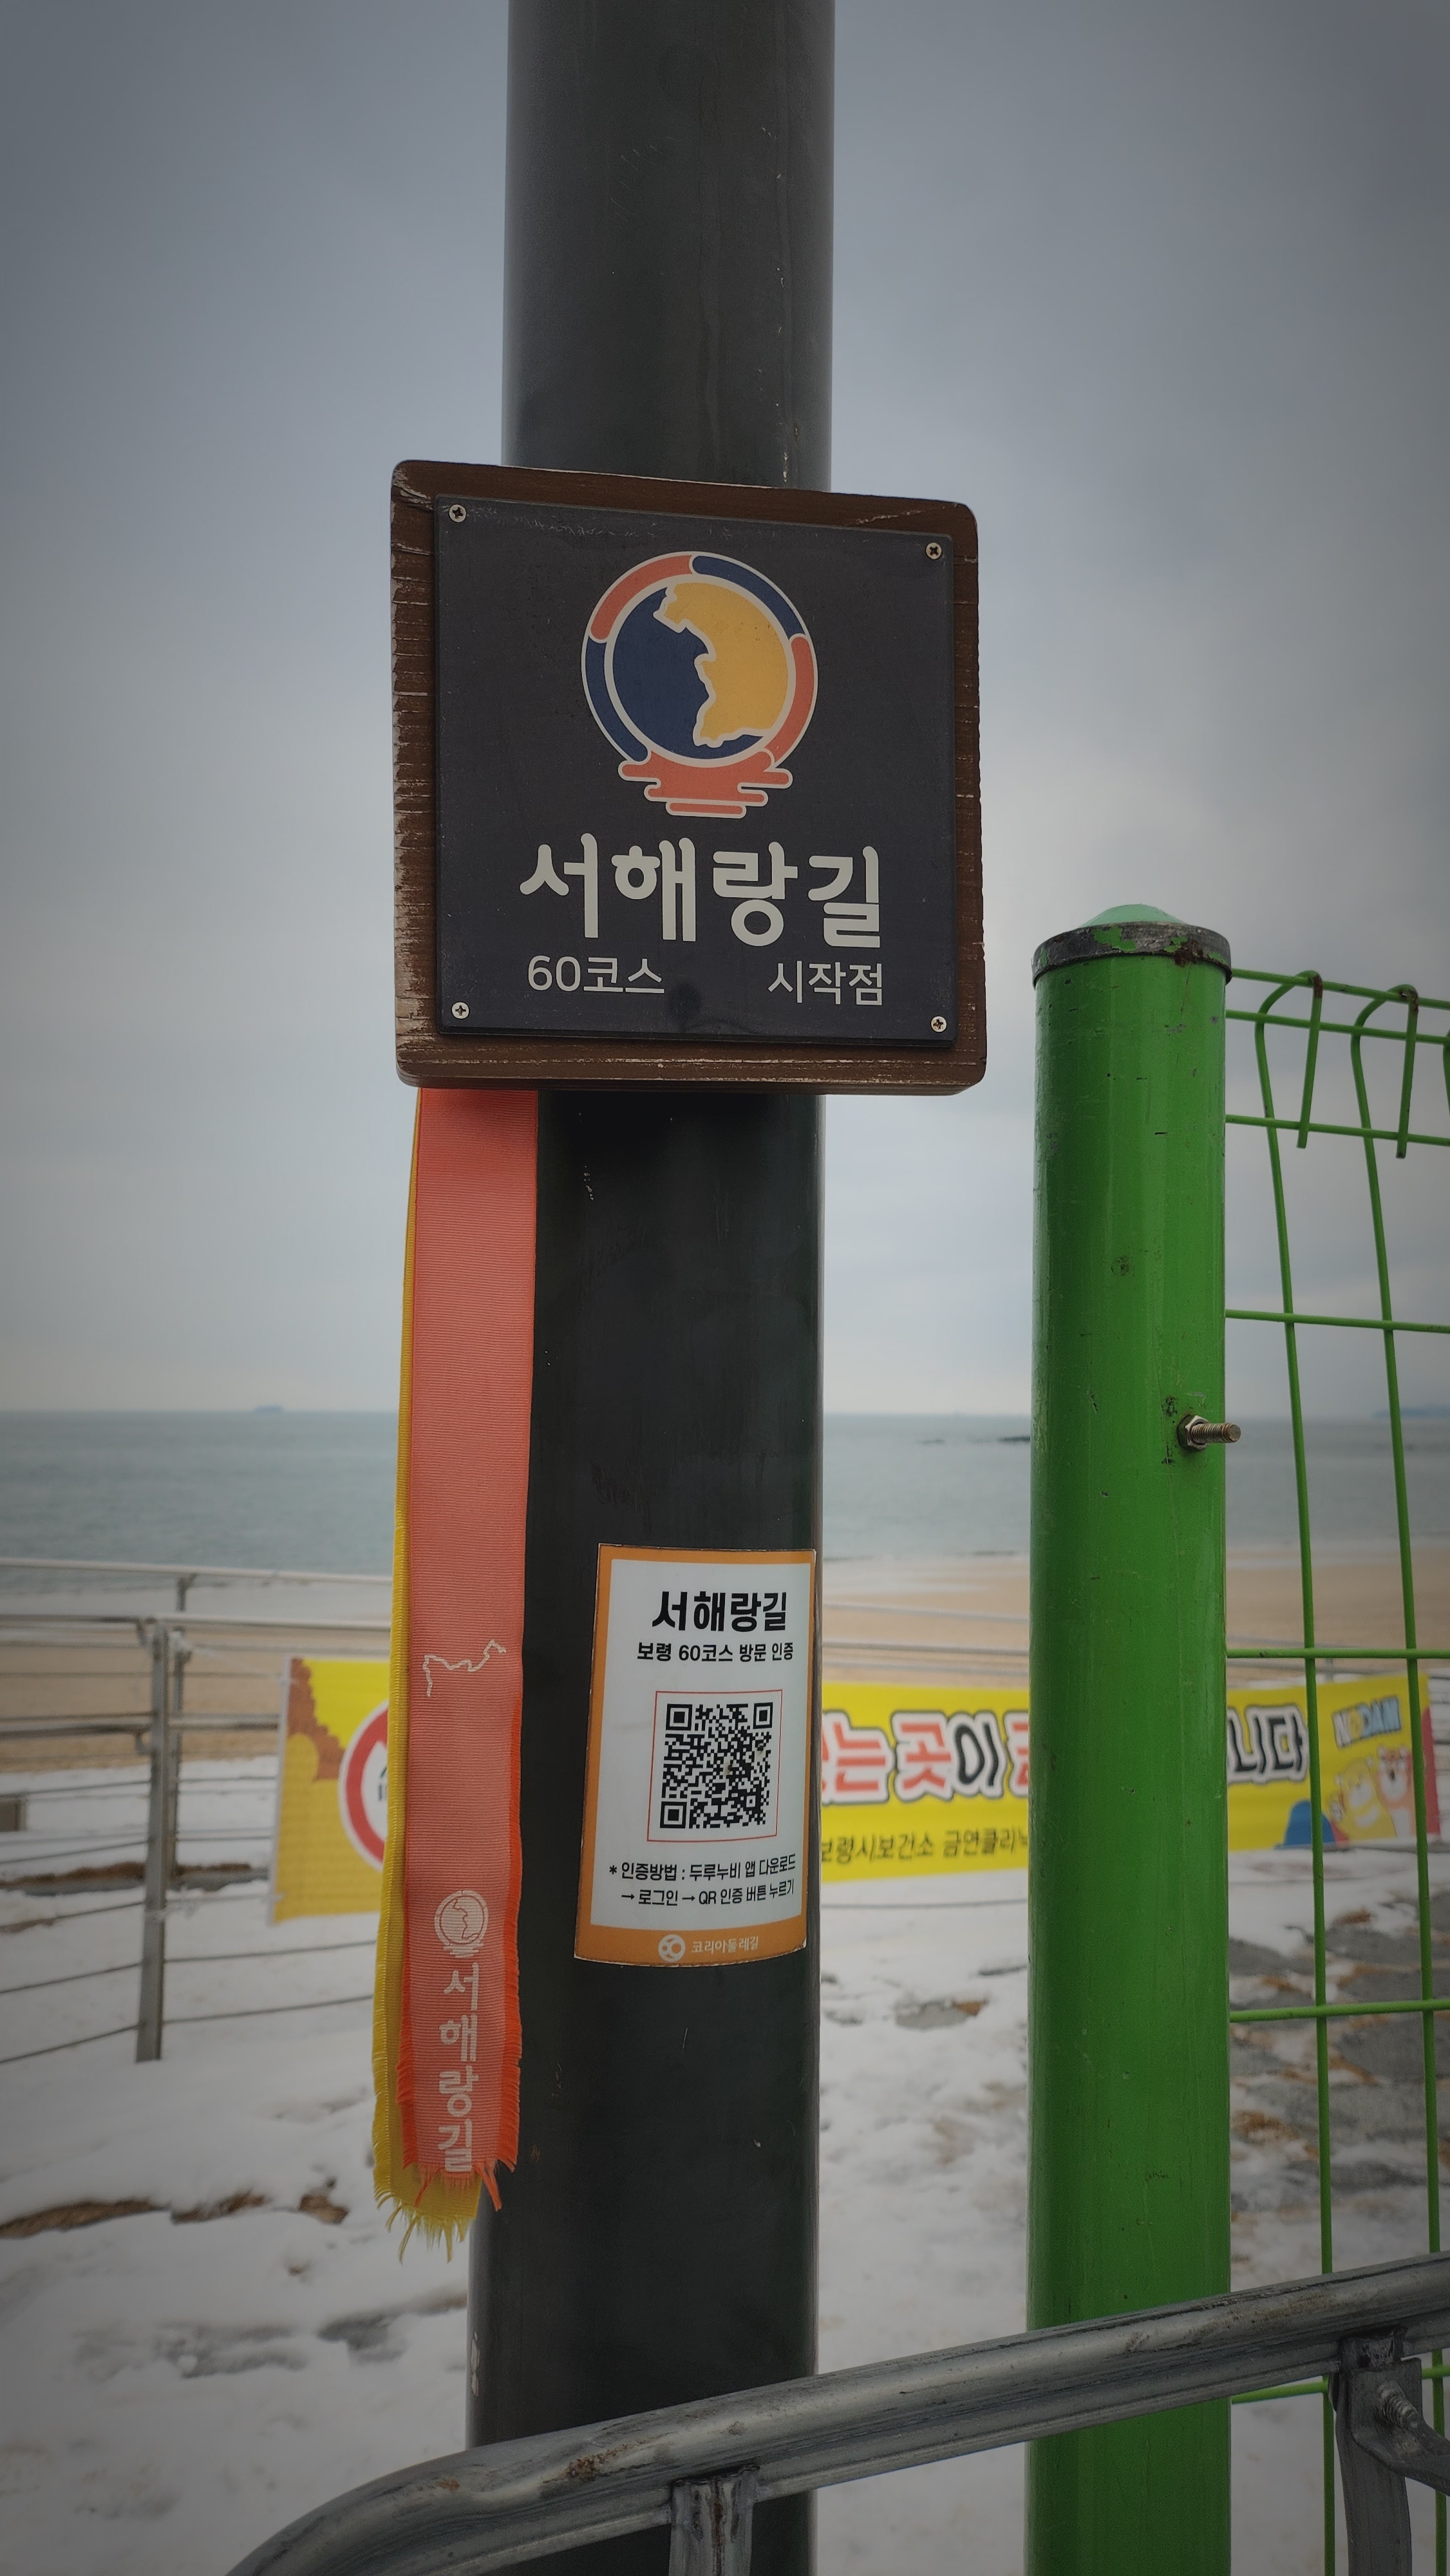 서해랑길
60코스 시작점
서해랑길
보령 60코스 방문 인증
* 인증방법 : 두루누비 앱 다운로드
→ 로그인 → QR 인증 버튼 누르기
코리아둘레길
서해랑길
는 곳이
니다
NODAM
보령시보건소 금연클리닉